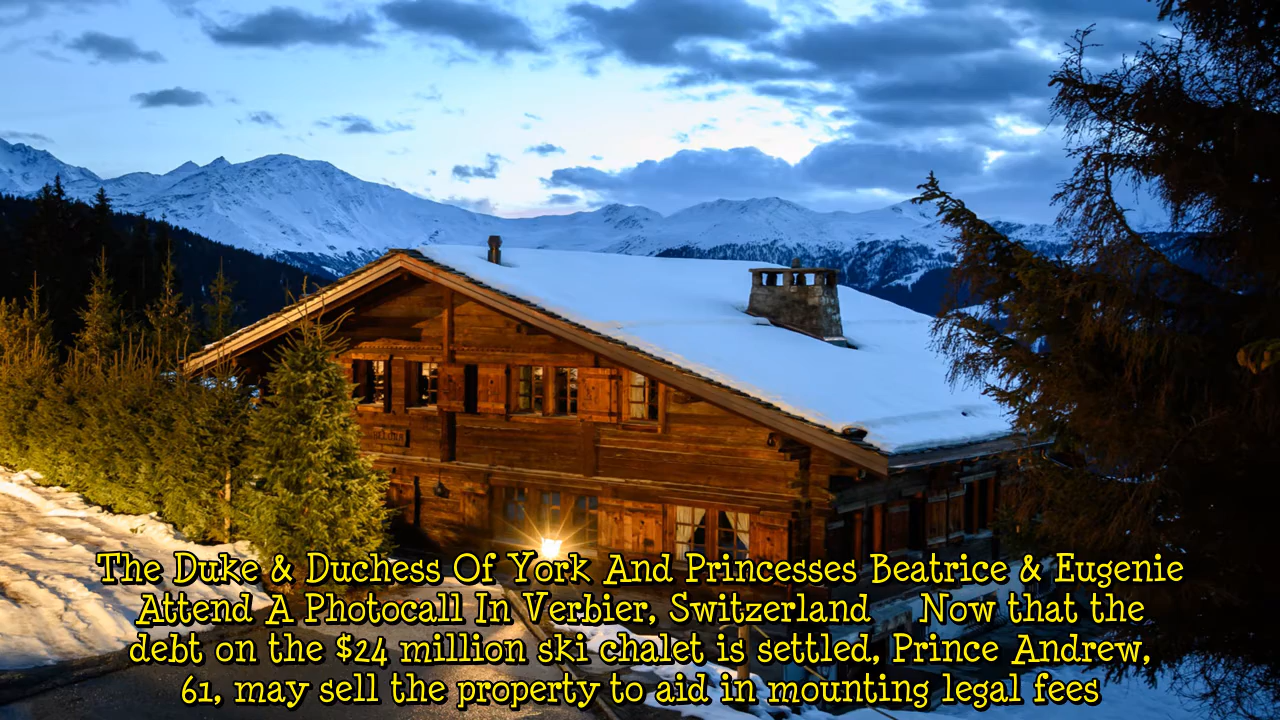 The Duke & Duchess Of York And Princesses Beatrice & Eugenie
Attend A Photocall In Verbier, Switzerland Now that the
debt on the $24 million ski chalet is settled, Prince Andrew,
61, may sell the property to aid in mounting legal fees